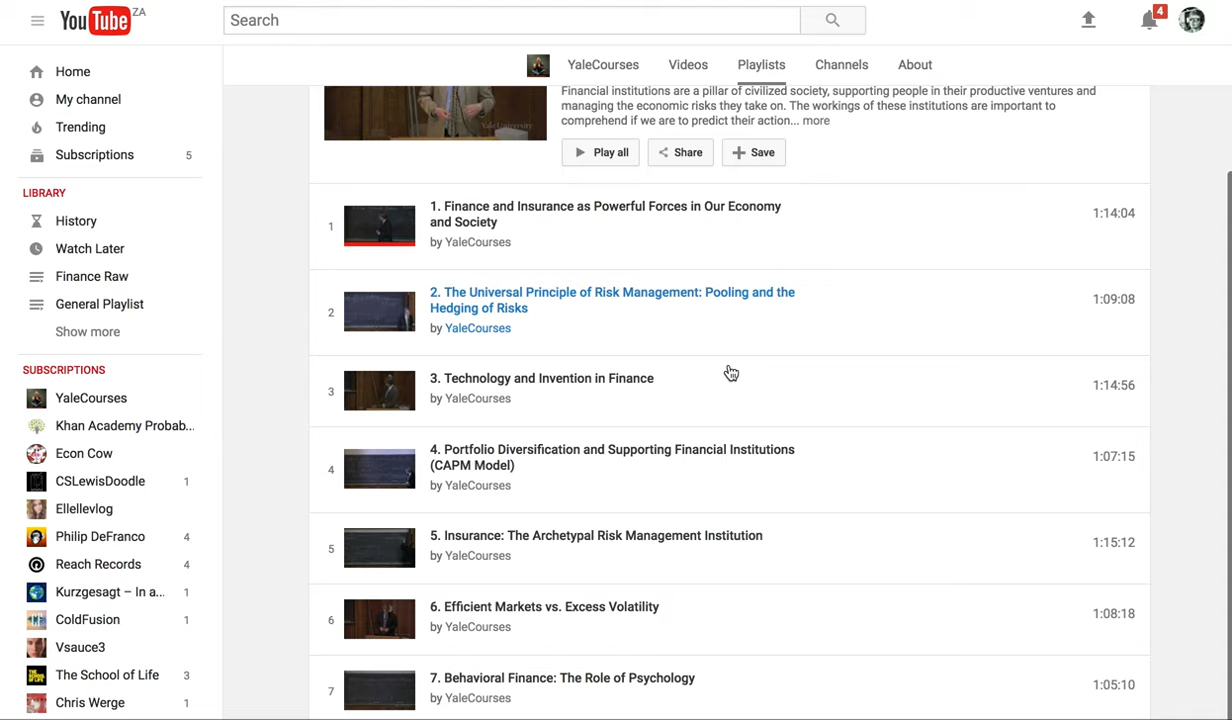 YouTube ZA
Search
4
Home
My channel
Trending
Subscriptions 5
LIBRARY
History
Watch Later
Finance Raw
General Playlist
Show more
SUBSCRIPTIONS
YaleCourses
Khan Academy Probab...
Econ Cow
CSLewisDoodle 1
Ellellevlog
Philip DeFranco 4
Reach Records 4
Kurzgesagt – In a... 1
ColdFusion 1
Vsauce3
The School of Life 3
Chris Werge 1
YaleCourses Videos Playlists Channels About
Yale University
Financial institutions are a pillar of civilized society, supporting people in their productive ventures and
managing the economic risks they take on. The workings of these institutions are important to
comprehend if we are to predict their action... more
Play all Share Save
1
1. Finance and Insurance as Powerful Forces in Our Economy
and Society
by YaleCourses
1:14:04
2
2. The Universal Principle of Risk Management: Pooling and the
Hedging of Risks
by YaleCourses
1:09:08
3
3. Technology and Invention in Finance
by YaleCourses
1:14:56
4
4. Portfolio Diversification and Supporting Financial Institutions
(CAPM Model)
by YaleCourses
1:07:15
5
5. Insurance: The Archetypal Risk Management Institution
by YaleCourses
1:15:12
6
6. Efficient Markets vs. Excess Volatility
by YaleCourses
1:08:18
7
7. Behavioral Finance: The Role of Psychology
by YaleCourses
1:05:10